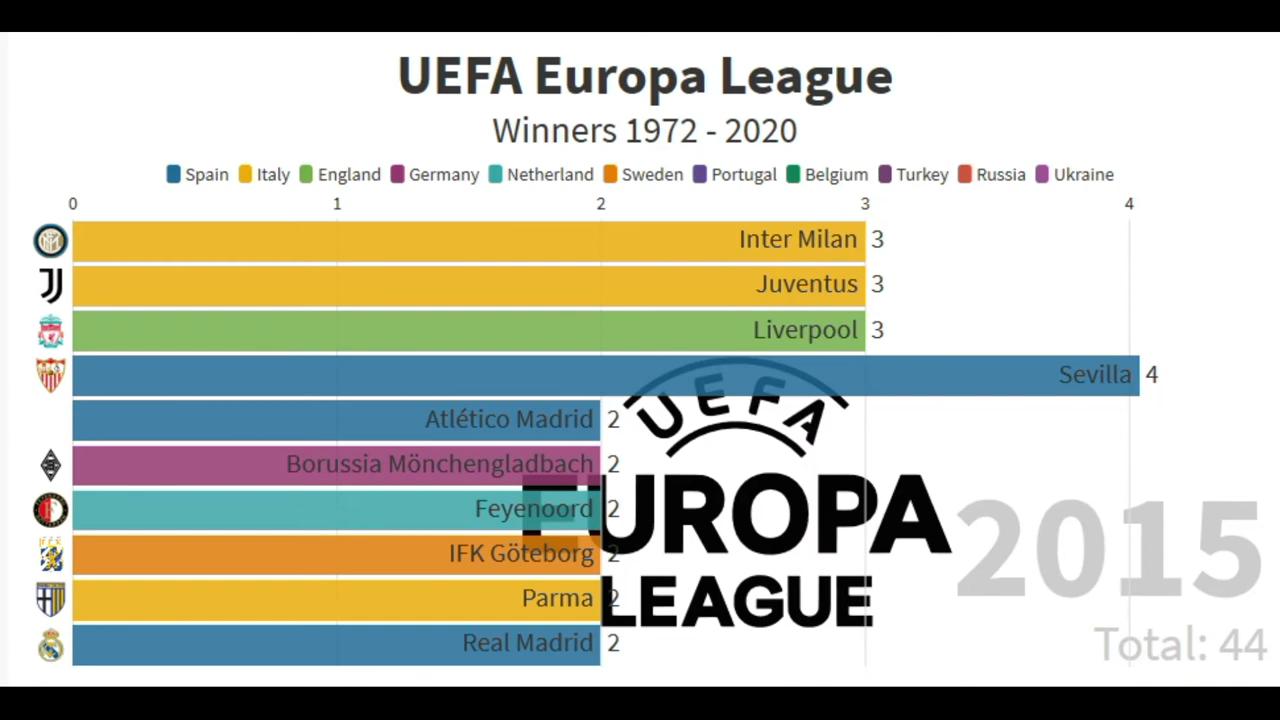 UEFA Europa League
Winners 1972 - 2020
Spain Italy England Germany Netherland Sweden Portugal Belgium Turkey Russia Ukraine
0 1 2 3 4
Inter Milan 3
Juventus 3
Liverpool 3
Sevilla 4
Atlético Madrid 2
Borussia Mönchengladbach 2
Feyenoord 2
IFK Göteborg 2
Parma 2
Real Madrid 2
UEFA
EUROPA
LEAGUE
2015
Total: 44